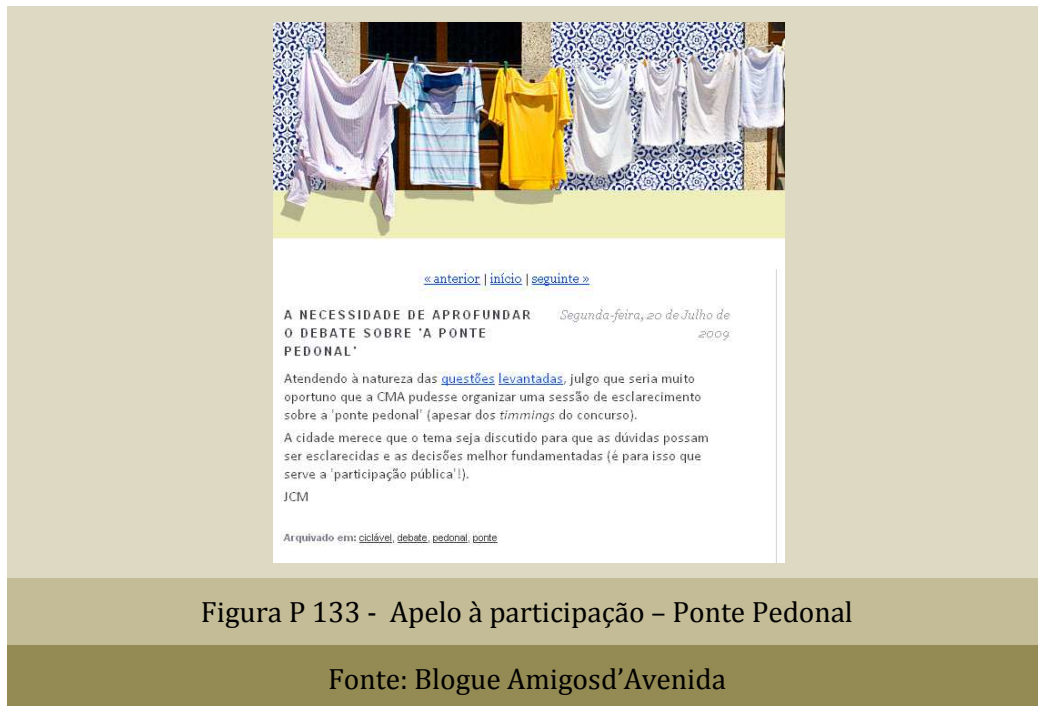 « anterior | início | seguinte »
A NECESSIDADE DE APROFUNDAR
O DEBATE SOBRE 'A PONTE
PEDONAL'
Segunda-feira, 20 de Julho de
2009
Atendendo à natureza das questões levantadas, julgo que seria muito
oportuno que a CMA pudesse organizar uma sessão de esclarecimento
sobre a 'ponte pedonal' (apesar dos timmings do concurso).
A cidade merece que o tema seja discutido para que as dúvidas possam
ser esclarecidas e as decisões melhor fundamentadas (é para isso que
serve a 'participação pública'!).
JCM
Arquivado em: ciclável, debate, pedonal, ponte
Figura P 133 - Apelo à participação – Ponte Pedonal
Fonte: Blogue Amigosd’Avenida